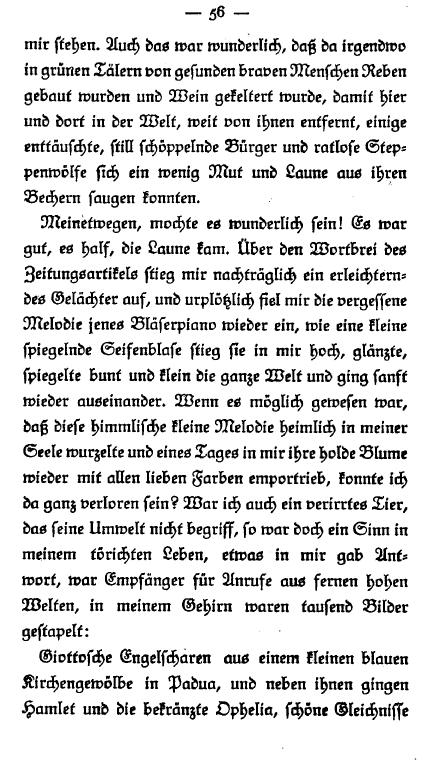 — 56 —
mir stehen. Auch das war wunderlich, daß da irgendwo
in grünen Tälern von gesunden braven Menschen Reben
gebaut wurden und Wein gekeltert wurde, damit hier
und dort in der Welt, weit von ihnen entfernt, einige
enttäuschte, still schöppelnde Bürger und ratlose Step-
penwölfe sich ein wenig Mut und Laune aus ihren
Bechern saugen konnten.
Meinetwegen, mochte es wunderlich sein! Es war
gut, es half, die Laune kam. Über den Wortbrei des
Zeitungsartikels stieg mir nachträglich ein erleichtern-
des Gelächter auf, und urplötzlich fiel mir die vergessene
Melodie jenes Bläserpiano wieder ein, wie eine kleine
spiegelnde Seifenblase stieg sie in mir hoch, glänzte,
spiegelte bunt und klein die ganze Welt und ging sanft
wieder auseinander. Wenn es möglich gewesen war,
daß diese himmlische kleine Melodie heimlich in meiner
Seele wurzelte und eines Tages in mir ihre holde Blume
wieder mit allen lieben Farben emportrieb, konnte ich
da ganz verloren sein? War ich auch ein verirrtes Tier,
das seine Umwelt nicht begriff, so war doch ein Sinn in
meinem törichten Leben, etwas in mir gab Ant-
wort, war Empfänger für Anrufe aus fernen hohen
Welten, in meinem Gehirn waren tausend Bilder
gestapelt:
Giottosche Engelscharen aus einem kleinen blauen
Kirchengewölbe in Padua, und neben ihnen gingen
Hamlet und die bekränzte Ophelia, schöne Gleichnisse